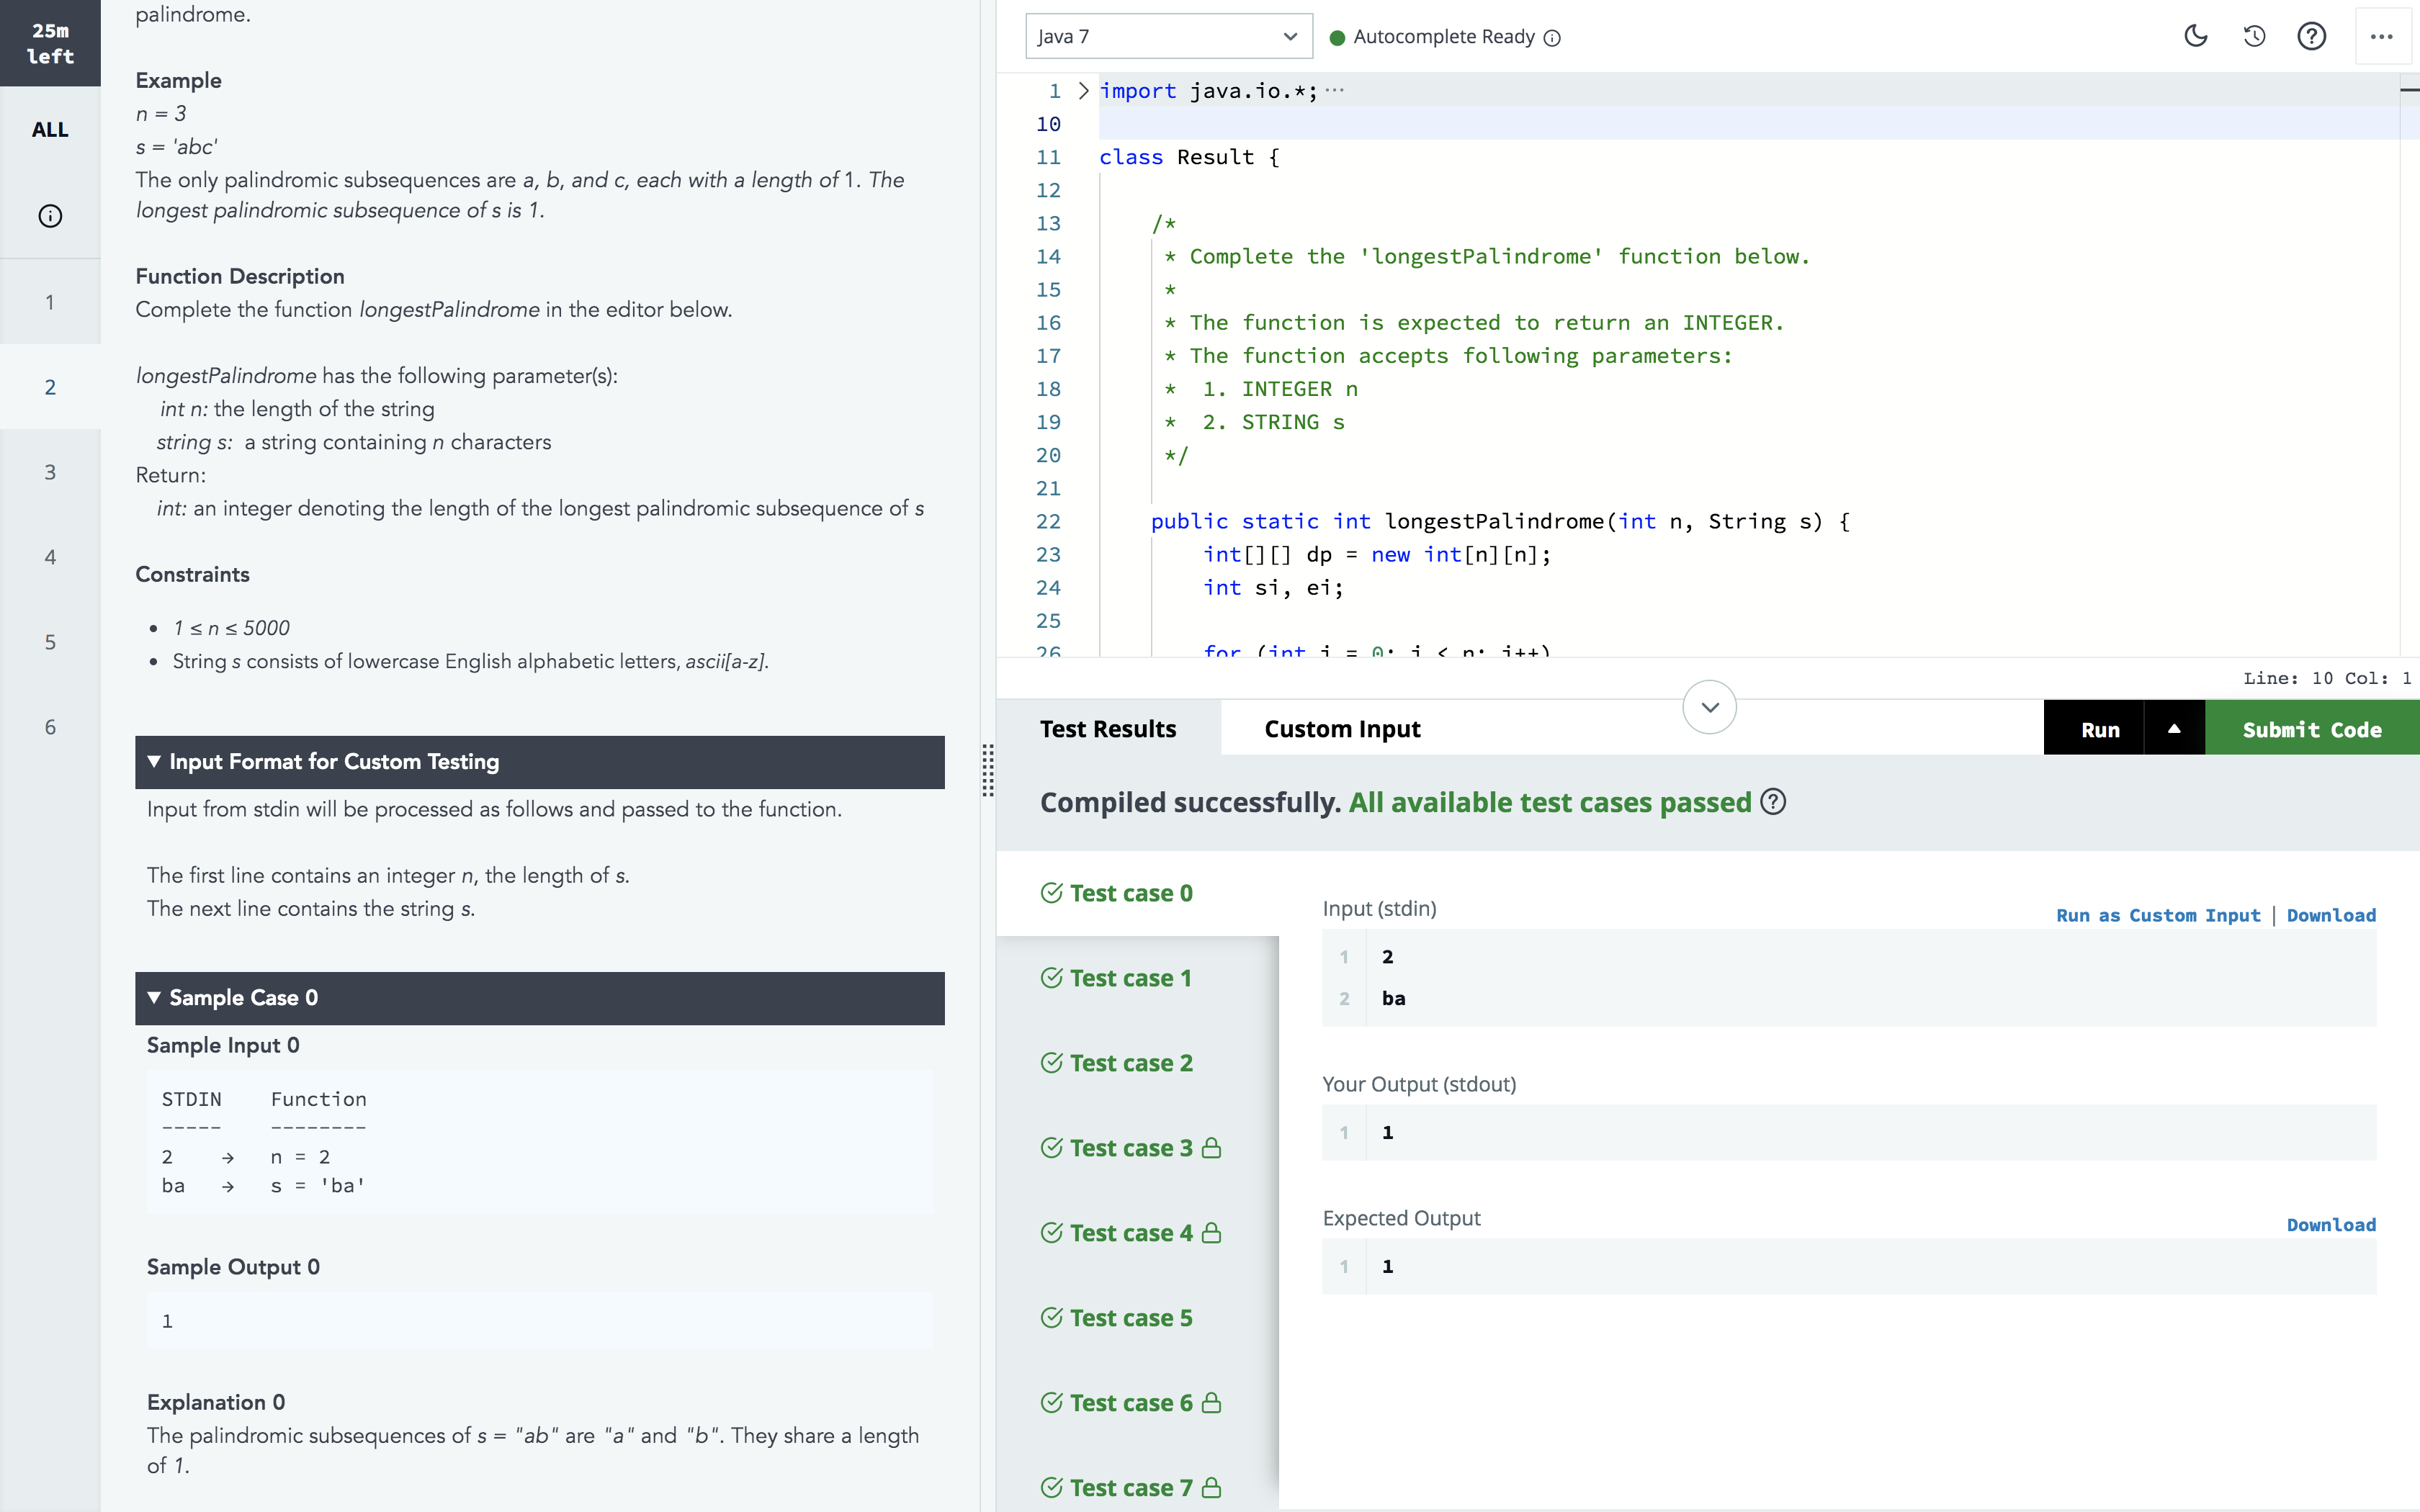 25m
left
ALL
1
2
3
4
5
6
palindrome.
Example
n = 3
s = 'abc'
The only palindromic subsequences are a, b, and c, each with a length of 1. The
longest palindromic subsequence of s is 1.
Function Description
Complete the function longestPalindrome in the editor below.
longestPalindrome has the following parameter(s):
int n: the length of the string
string s:  a string containing n characters
Return:
int: an integer denoting the length of the longest palindromic subsequence of s
Constraints
• 1 ≤ n ≤ 5000
• String s consists of lowercase English alphabetic letters, ascii[a-z].
▼ Input Format for Custom Testing
Input from stdin will be processed as follows and passed to the function.
The first line contains an integer n, the length of s.
The next line contains the string s.
▼ Sample Case 0
Sample Input 0
STDIN    Function
-----    --------
2    →   n = 2
ba   →   s = 'ba'
Sample Output 0
1
Explanation 0
The palindromic subsequences of s = "ab" are "a" and "b". They share a length
of 1.
Java 7
Autocomplete Ready
1 import java.io.*;···
10
11 class Result {
12
13     /*
14      * Complete the 'longestPalindrome' function below.
15      *
16      * The function is expected to return an INTEGER.
17      * The function accepts following parameters:
18      *  1. INTEGER n
19      *  2. STRING s
20      */
21
22     public static int longestPalindrome(int n, String s) {
23         int[][] dp = new int[n][n];
24         int si, ei;
25
26         for (int i = 0; i < n; i++)
Line: 10 Col: 1
Test Results
Custom Input
Run
Submit Code
Compiled successfully. All available test cases passed
Test case 0
Test case 1
Test case 2
Test case 3
Test case 4
Test case 5
Test case 6
Test case 7
Input (stdin)
Run as Custom Input | Download
1 2
2 ba
Your Output (stdout)
1 1
Expected Output
Download
1 1